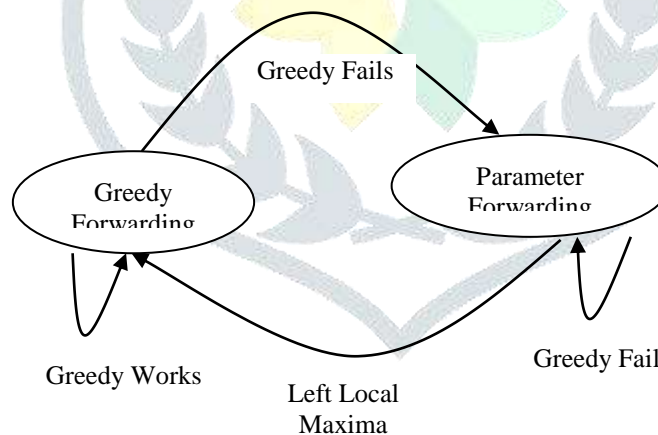 Greedy Fails
Greedy
Forwarding
Parameter
Forwarding
Greedy Works
Left Local
Maxima
Greedy Fail